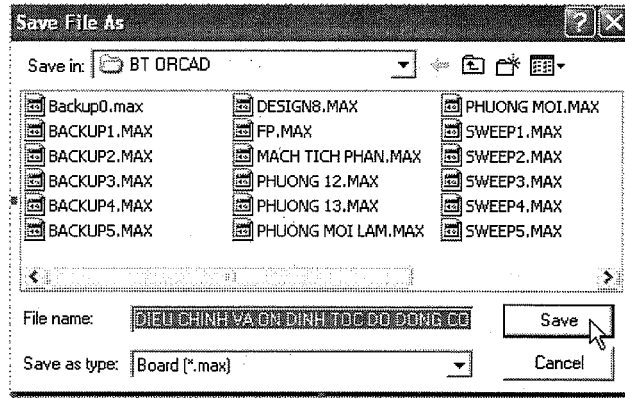 Save File As
Save in: BT ORCAD
Backup0.max DESIGN8.MAX PHUONG MOI.MAX
BACKUP1.MAX FP.MAX SWEEP1.MAX
BACKUP2.MAX MACH TICH PHAN.MAX SWEEP2.MAX
BACKUP3.MAX PHUONG 12.MAX SWEEP3.MAX
BACKUP4.MAX PHUONG 13.MAX SWEEP4.MAX
BACKUP5.MAX PHUONG MOI LAM.MAX SWEEP5.MAX
File name: DIEU CHINH VA ON DINH TOC DO DONG CO Save
Save as type: Board (*.max) Cancel